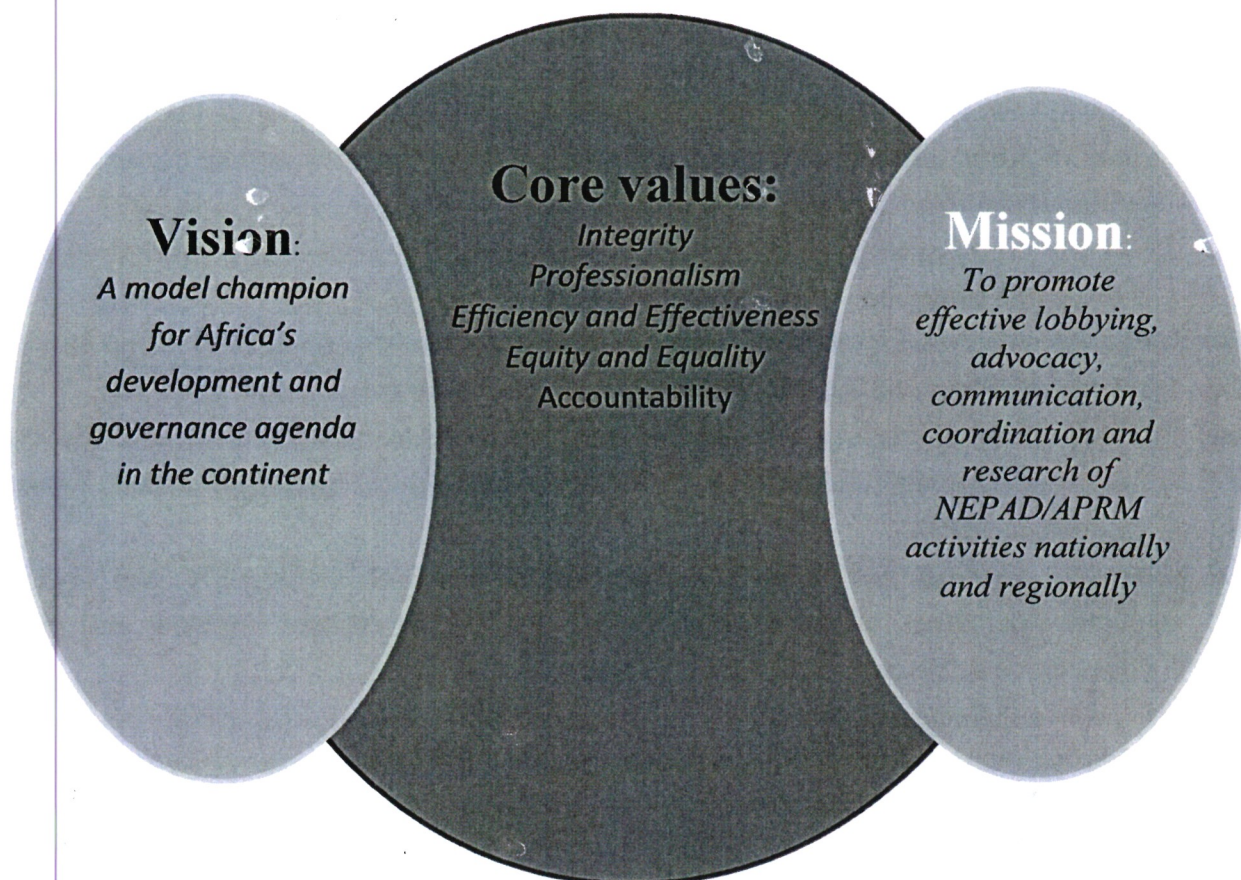 Vision:
A model champion
for Africa's
development and
governance agenda
in the continent
Core values:
Integrity
Professionalism
Efficiency and Effectiveness
Equity and Equality
Accountability
Mission:
To promote
effective lobbying,
advocacy,
communication,
coordination and
research of
NEPAD/APRM
activities nationally
and regionally